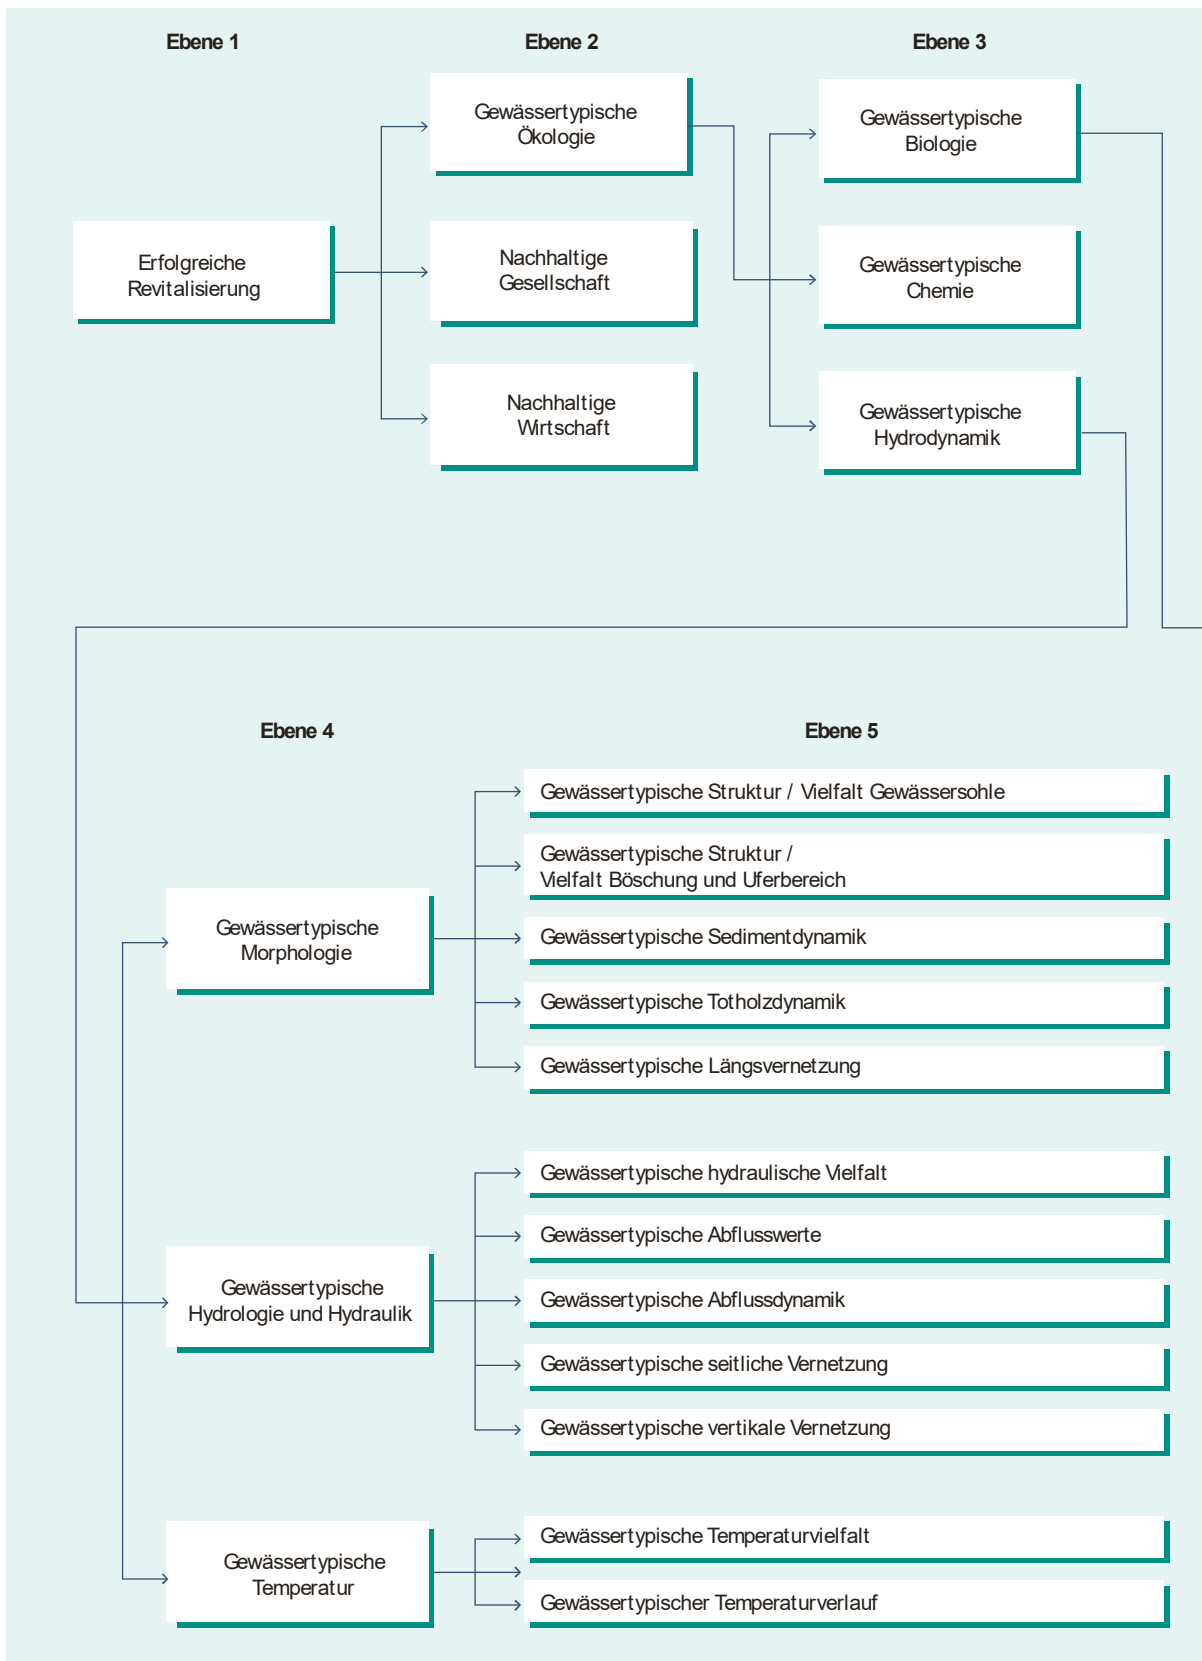 Ebene 1
Ebene 2
Ebene 3
Erfolgreiche
Revitalisierung
Gewässertypische
Ökologie
Nachhaltige
Gesellschaft
Nachhaltige
Wirtschaft
Gewässertypische
Biologie
Gewässertypische
Chemie
Gewässertypische
Hydrodynamik
Ebene 4
Ebene 5
Gewässertypische
Morphologie
Gewässertypische Struktur / Vielfalt Gewässersohle
Gewässertypische Struktur /
Vielfalt Böschung und Uferbereich
Gewässertypische Sedimentdynamik
Gewässertypische Totholzdynamik
Gewässertypische Längsvernetzung
Gewässertypische
Hydrologie und Hydraulik
Gewässertypische hydraulische Vielfalt
Gewässertypische Abflusswerte
Gewässertypische Abflussdynamik
Gewässertypische seitliche Vernetzung
Gewässertypische vertikale Vernetzung
Gewässertypische
Temperatur
Gewässertypische Temperaturvielfalt
Gewässertypischer Temperaturverlauf